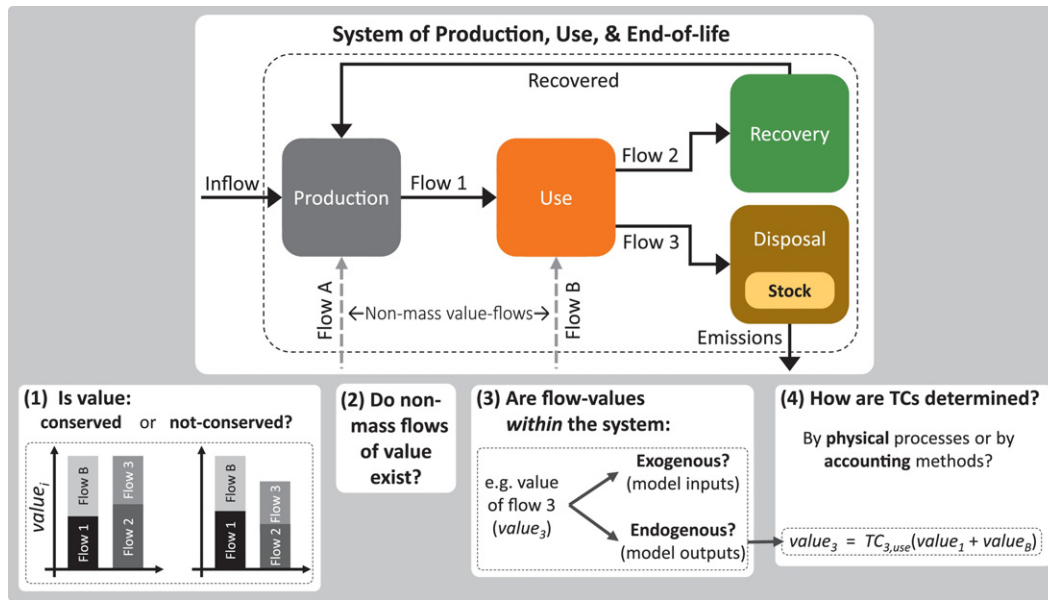 System of Production, Use, & End-of-life
Recovered
Recovery
Inflow
Production
Flow 1
Use
Flow 2
Flow 3
Disposal
Stock
Flow A
←Non-mass value-flows→
Flow B
Emissions
(1) Is value:
conserved or not-conserved?
value_i
Flow B
Flow 1
Flow 3
Flow 2
Flow B
Flow 1
Flow 3
Flow 2
(2) Do non-
mass flows
of value
exist?
(3) Are flow-values
within the system:
e.g. value
of flow 3
(value₃)
Exogenous?
(model inputs)
Endogenous?
(model outputs)
(4) How are TCs determined?
By physical processes or by
accounting methods?
value₃ = TC₃,use(value₁ + value_B)